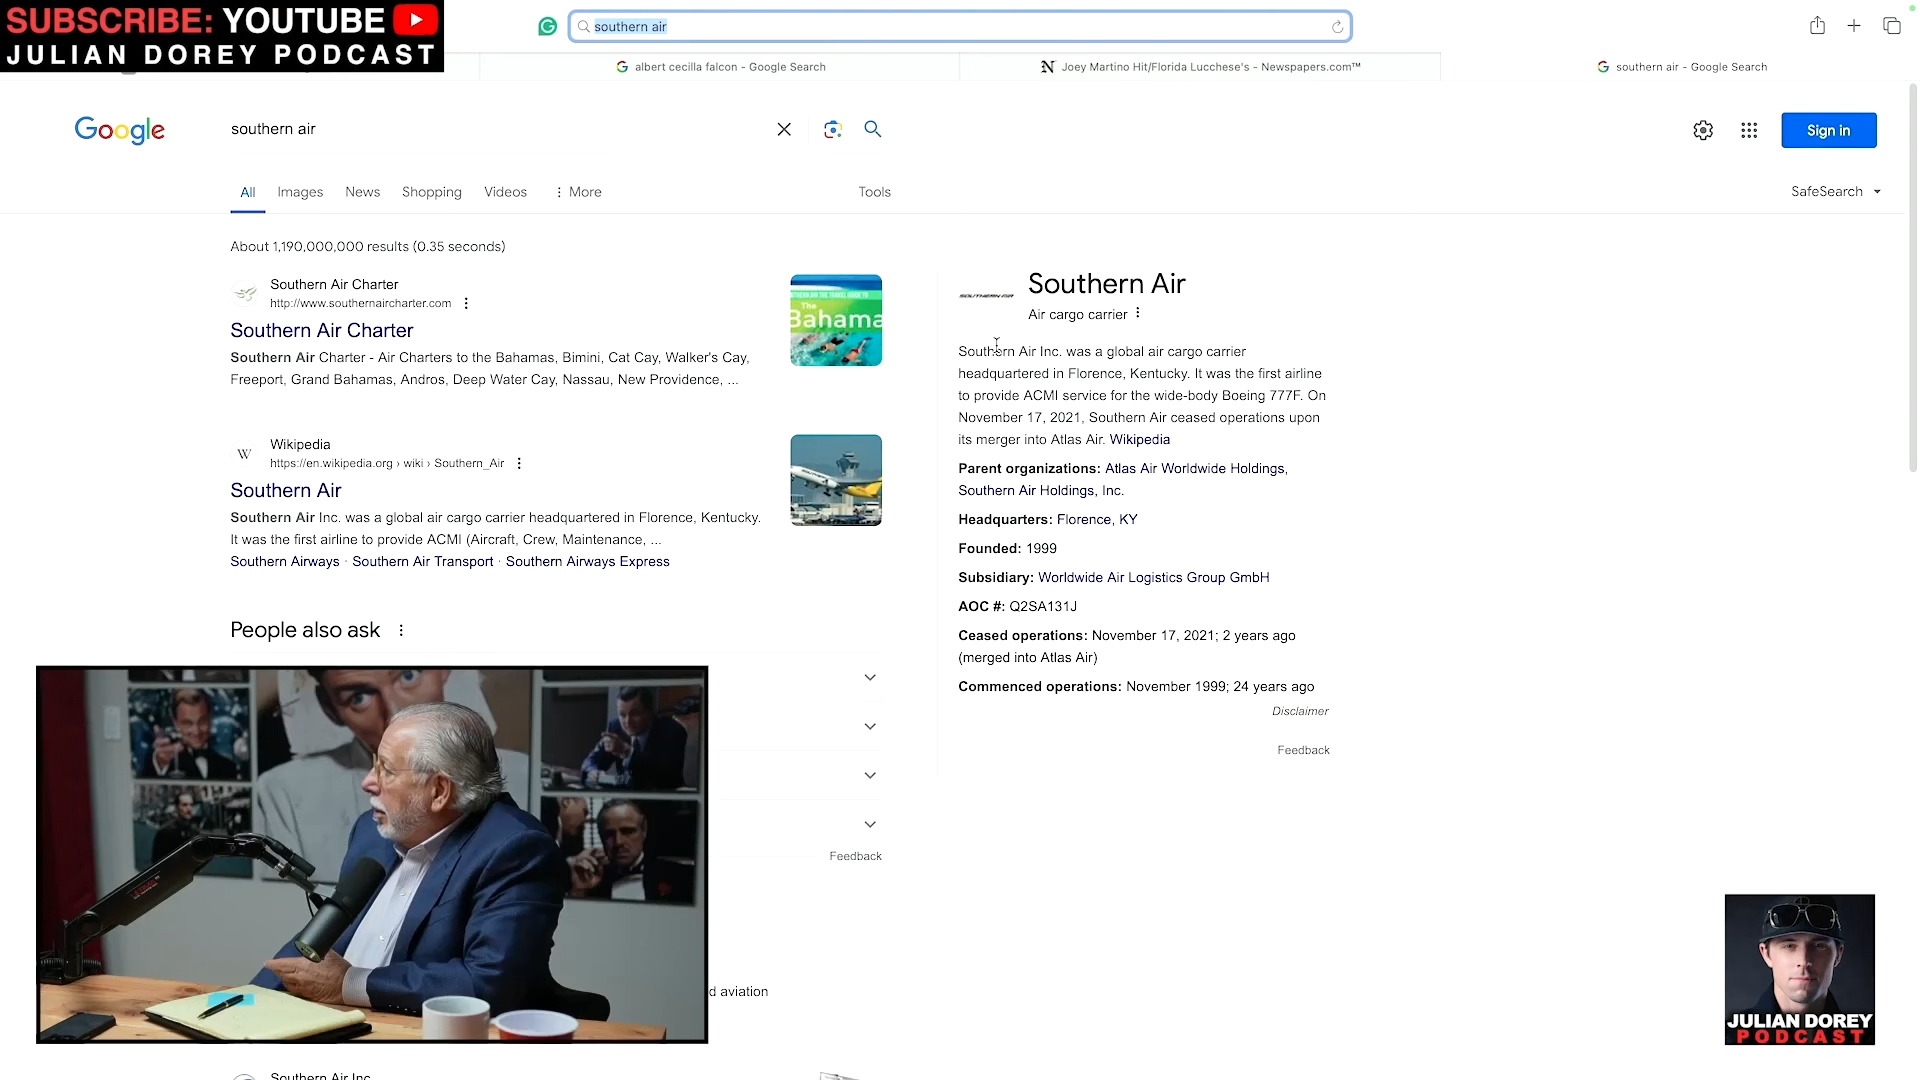 SUBSCRIBE: YOUTUBE
JULIAN DOREY PODCAST
southern air
albert cecilla falcon - Google Search
Joey Martino Hit/Florida Lucchese's - Newspapers.com™
southern air - Google Search
Google
southern air
Sign in
All
Images
News
Shopping
Videos
More
Tools
SafeSearch
About 1,190,000,000 results (0.35 seconds)
Southern Air Charter
http://www.southernaircharter.com
Southern Air Charter
Southern Air Charter - Air Charters to the Bahamas, Bimini, Cat Cay, Walker's Cay,
Freeport, Grand Bahamas, Andros, Deep Water Cay, Nassau, New Providence, ...
The
Bahama
W
Wikipedia
https://en.wikipedia.org › wiki › Southern_Air
Southern Air
Southern Air Inc. was a global air cargo carrier headquartered in Florence, Kentucky.
It was the first airline to provide ACMI (Aircraft, Crew, Maintenance, ...
Southern Airways · Southern Air Transport · Southern Airways Express
People also ask
Feedback
d aviation
Southern Air Inc
SOUTHERN AIR
Southern Air
Air cargo carrier
Southern Air Inc. was a global air cargo carrier
headquartered in Florence, Kentucky. It was the first airline
to provide ACMI service for the wide-body Boeing 777F. On
November 17, 2021, Southern Air ceased operations upon
its merger into Atlas Air. Wikipedia
Parent organizations: Atlas Air Worldwide Holdings,
Southern Air Holdings, Inc.
Headquarters: Florence, KY
Founded: 1999
Subsidiary: Worldwide Air Logistics Group GmbH
AOC #: Q2SA131J
Ceased operations: November 17, 2021; 2 years ago
(merged into Atlas Air)
Commenced operations: November 1999; 24 years ago
Disclaimer
Feedback
JULIAN DOREY
PODCAST